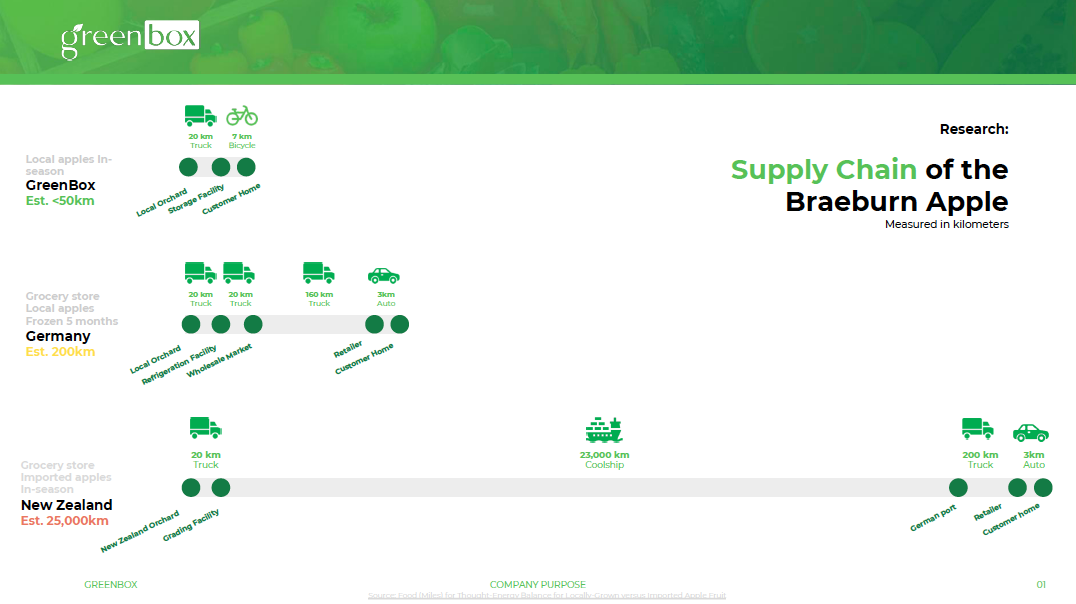 greenbox
Research:
Supply Chain of the
Braeburn Apple
Measured in kilometers
20 km
Truck
7 km
Bicycle
Local apples In-
season
GreenBox
Est. <50km
Local Orchard
Storage Facility
Customer Home
20 km
Truck
20 km
Truck
160 km
Truck
3km
Auto
Grocery store
Local apples
Frozen 5 months
Germany
Est. 200km
Local Orchard
Refrigeration Facility
Wholesale Market
Retailer
Customer Home
20 km
Truck
23,000 km
Coolship
200 km
Truck
3km
Auto
Grocery store
Imported apples
In-season
New Zealand
Est. 25,000km
New Zealand Orchard
Grading Facility
German port
Retailer
Customer home
GREENBOX
COMPANY PURPOSE
01
Source: Food (Miles) for Thought-Energy Balance for Locally-Grown versus Imported Apple Fruit